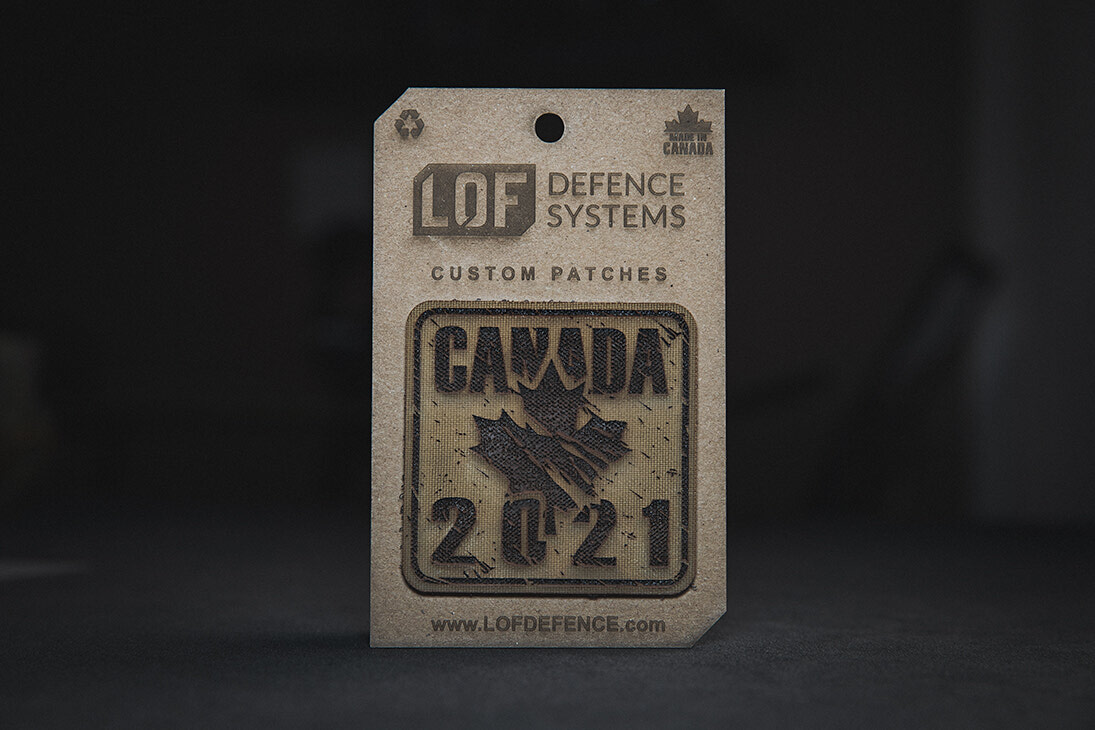 MADE IN
CANADA
LOF DEFENCE
SYSTEMS
CUSTOM PATCHES
CANADA
2021
www.LOFDEFENCE.com